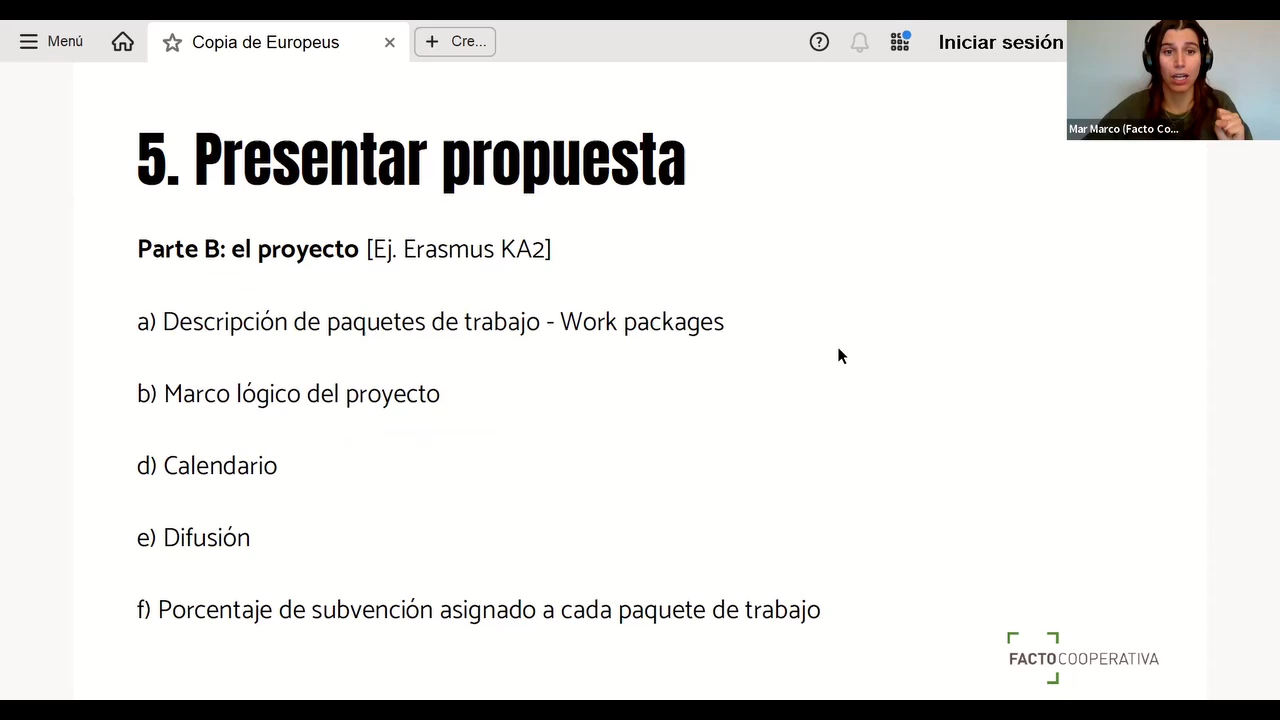 Menú
Copia de Europeus
Cre...
Iniciar sesión
Mar Marco (Facto Co...
5. Presentar propuesta
Parte B: el proyecto [Ej. Erasmus KA2]
a) Descripción de paquetes de trabajo - Work packages
b) Marco lógico del proyecto
d) Calendario
e) Difusión
f) Porcentaje de subvención asignado a cada paquete de trabajo
FACTOCOOPERATIVA